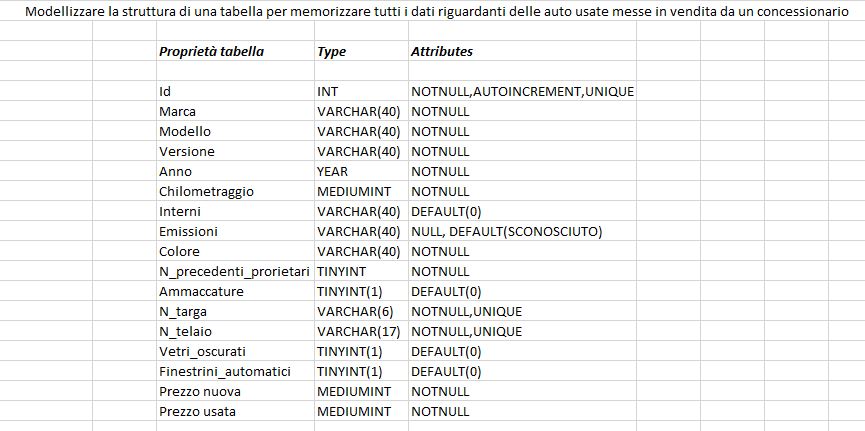 Modellizzare la struttura di una tabella per memorizzare tutti i dati riguardanti delle auto usate messe in vendita da un concessionario
Proprietà tabella Type Attributes
Id INT NOTNULL,AUTOINCREMENT,UNIQUE
Marca VARCHAR(40) NOTNULL
Modello VARCHAR(40) NOTNULL
Versione VARCHAR(40) NOTNULL
Anno YEAR NOTNULL
Chilometraggio MEDIUMINT NOTNULL
Interni VARCHAR(40) DEFAULT(0)
Emissioni VARCHAR(40) NULL, DEFAULT(SCONOSCIUTO)
Colore VARCHAR(40) NOTNULL
N_precedenti_prorietari TINYINT NOTNULL
Ammaccature TINYINT(1) DEFAULT(0)
N_targa VARCHAR(6) NOTNULL,UNIQUE
N_telaio VARCHAR(17) NOTNULL,UNIQUE
Vetri_oscurati TINYINT(1) DEFAULT(0)
Finestrini_automatici TINYINT(1) DEFAULT(0)
Prezzo nuova MEDIUMINT NOTNULL
Prezzo usata MEDIUMINT NOTNULL